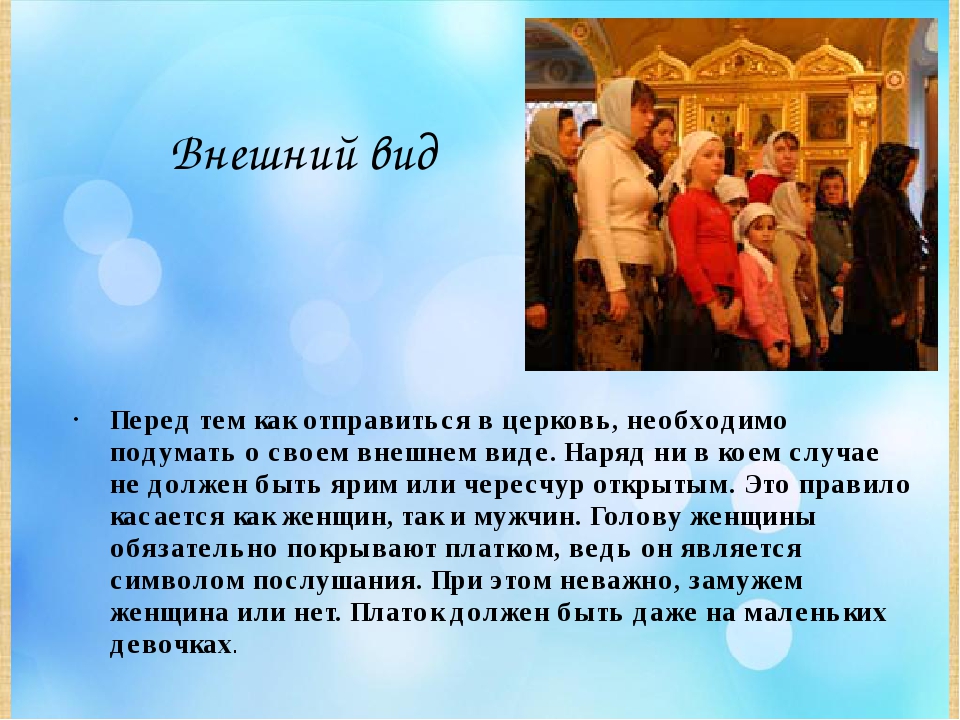 Внешний вид
· Перед тем как отправиться в церковь, необходимо
подумать о своем внешнем виде. Наряд ни в коем случае
не должен быть ярим или чересчур открытым. Это правило
касается как женщин, так и мужчин. Голову женщины
обязательно покрывают платком, ведь он является
символом послушания. При этом неважно, замужем
женщина или нет. Платок должен быть даже на маленьких
девочках.